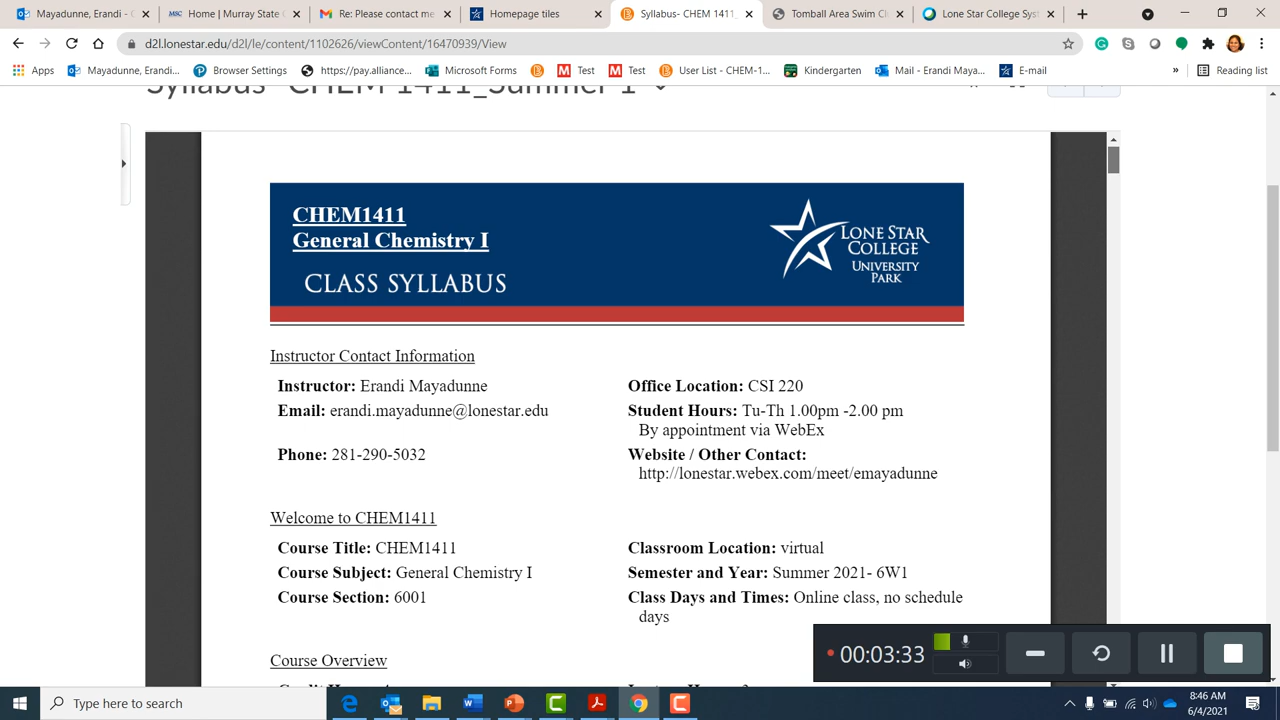 Mayadunne, Erandi - C
Home | Murray So
Please remo
Homepage tiles
Syllabus- CHEM 1411_
Tomball Area Swim C
Lone Star College Sys
d2l.lonestar.edu/d2l/le/content/1102626/viewContent/16470939/View
Apps
Mayadunne, Erandi...
Browser Settings
https://pay.alliance...
Microsoft Forms
Test
Test
User List - CHEM-1...
Kindergarten
Mail - Erandi Maya...
E-mail
»
Reading list
Syllabus- CHEM 1411_Summer 1
CHEM1411
General Chemistry I
CLASS SYLLABUS
LONE STAR
COLLEGE
UNIVERSITY
PARK
Instructor Contact Information
Instructor: Erandi Mayadunne
Office Location: CSI 220
Email: erandi.mayadunne@lonestar.edu
Student Hours: Tu-Th 1.00pm -2.00 pm
By appointment via WebEx
Phone: 281-290-5032
Website / Other Contact:
http://lonestar.webex.com/meet/emayadunne
Welcome to CHEM1411
Course Title: CHEM1411
Classroom Location: virtual
Course Subject: General Chemistry I
Semester and Year: Summer 2021- 6W1
Course Section: 6001
Class Days and Times: Online class, no schedule
days
Course Overview
00:03:33
Type here to search
8:46 AM
6/4/2021